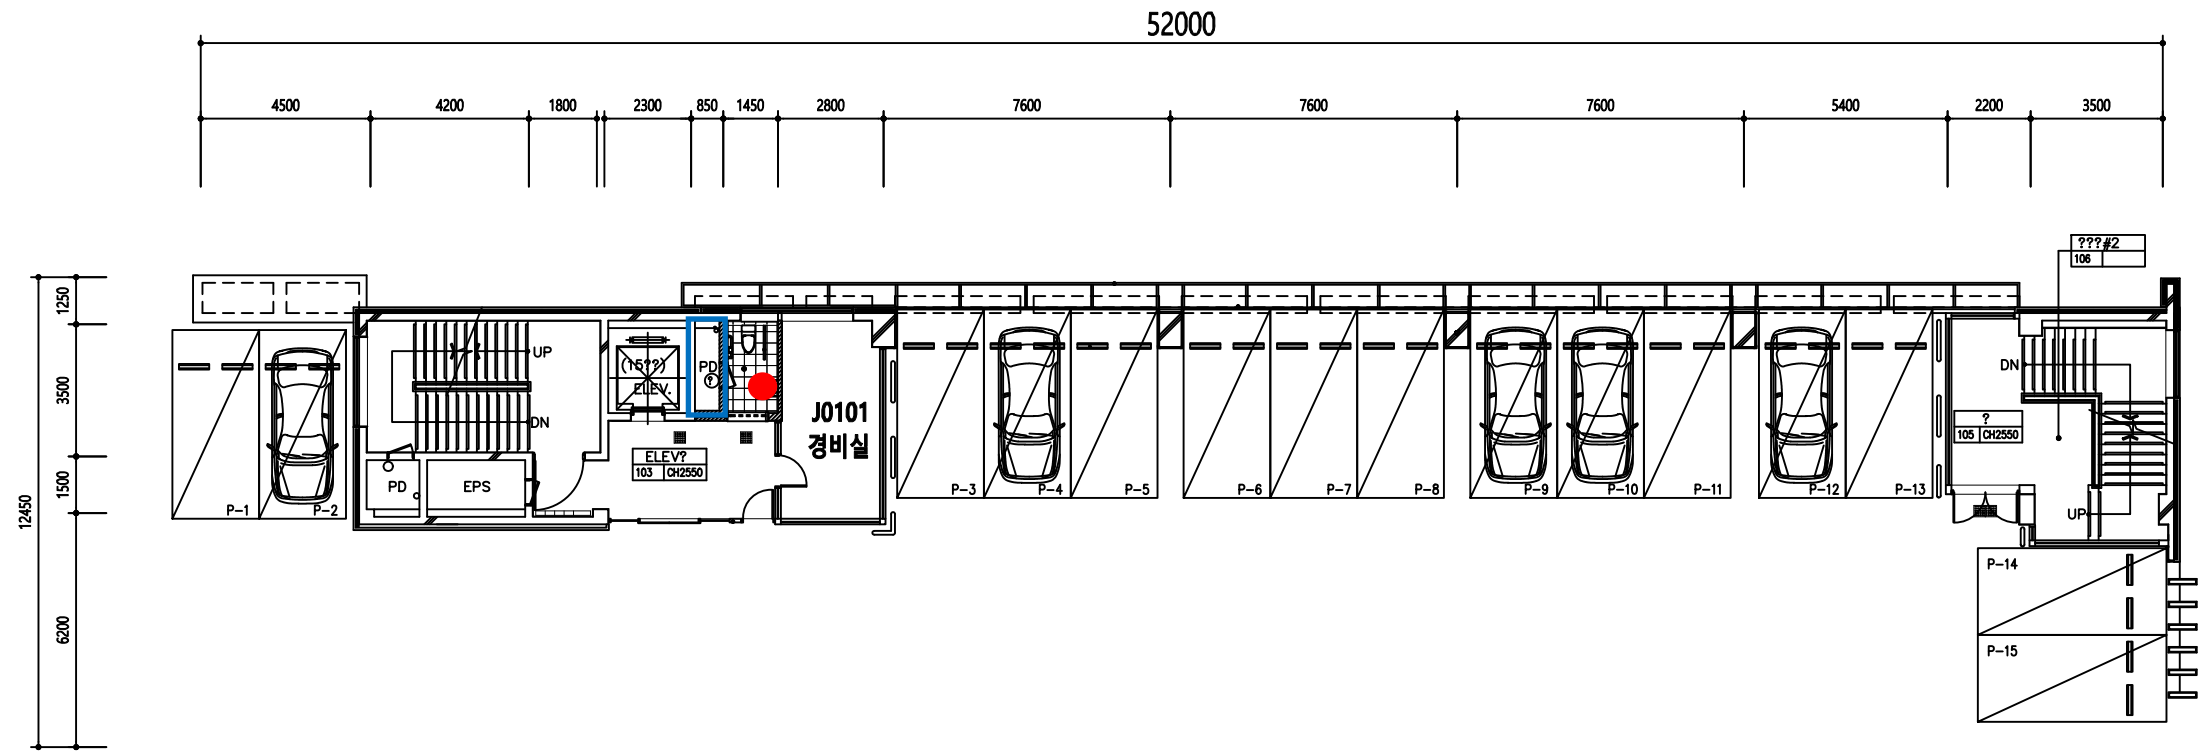 52000
4500 4200 1800 2300 850 1450 2800 7600 7600 7600 5400 2200 3500
???#2
106
1250
3500
1500
6200
12450
UP
DN
PD
EPS
(15??)
ELEV.
PD
?
J0101
경비실
ELEV?
103 CH2550
P-1 P-2
P-3 P-4 P-5 P-6 P-7 P-8 P-9 P-10 P-11 P-12 P-13
DN
?
105 CH2550
UP
P-14
P-15